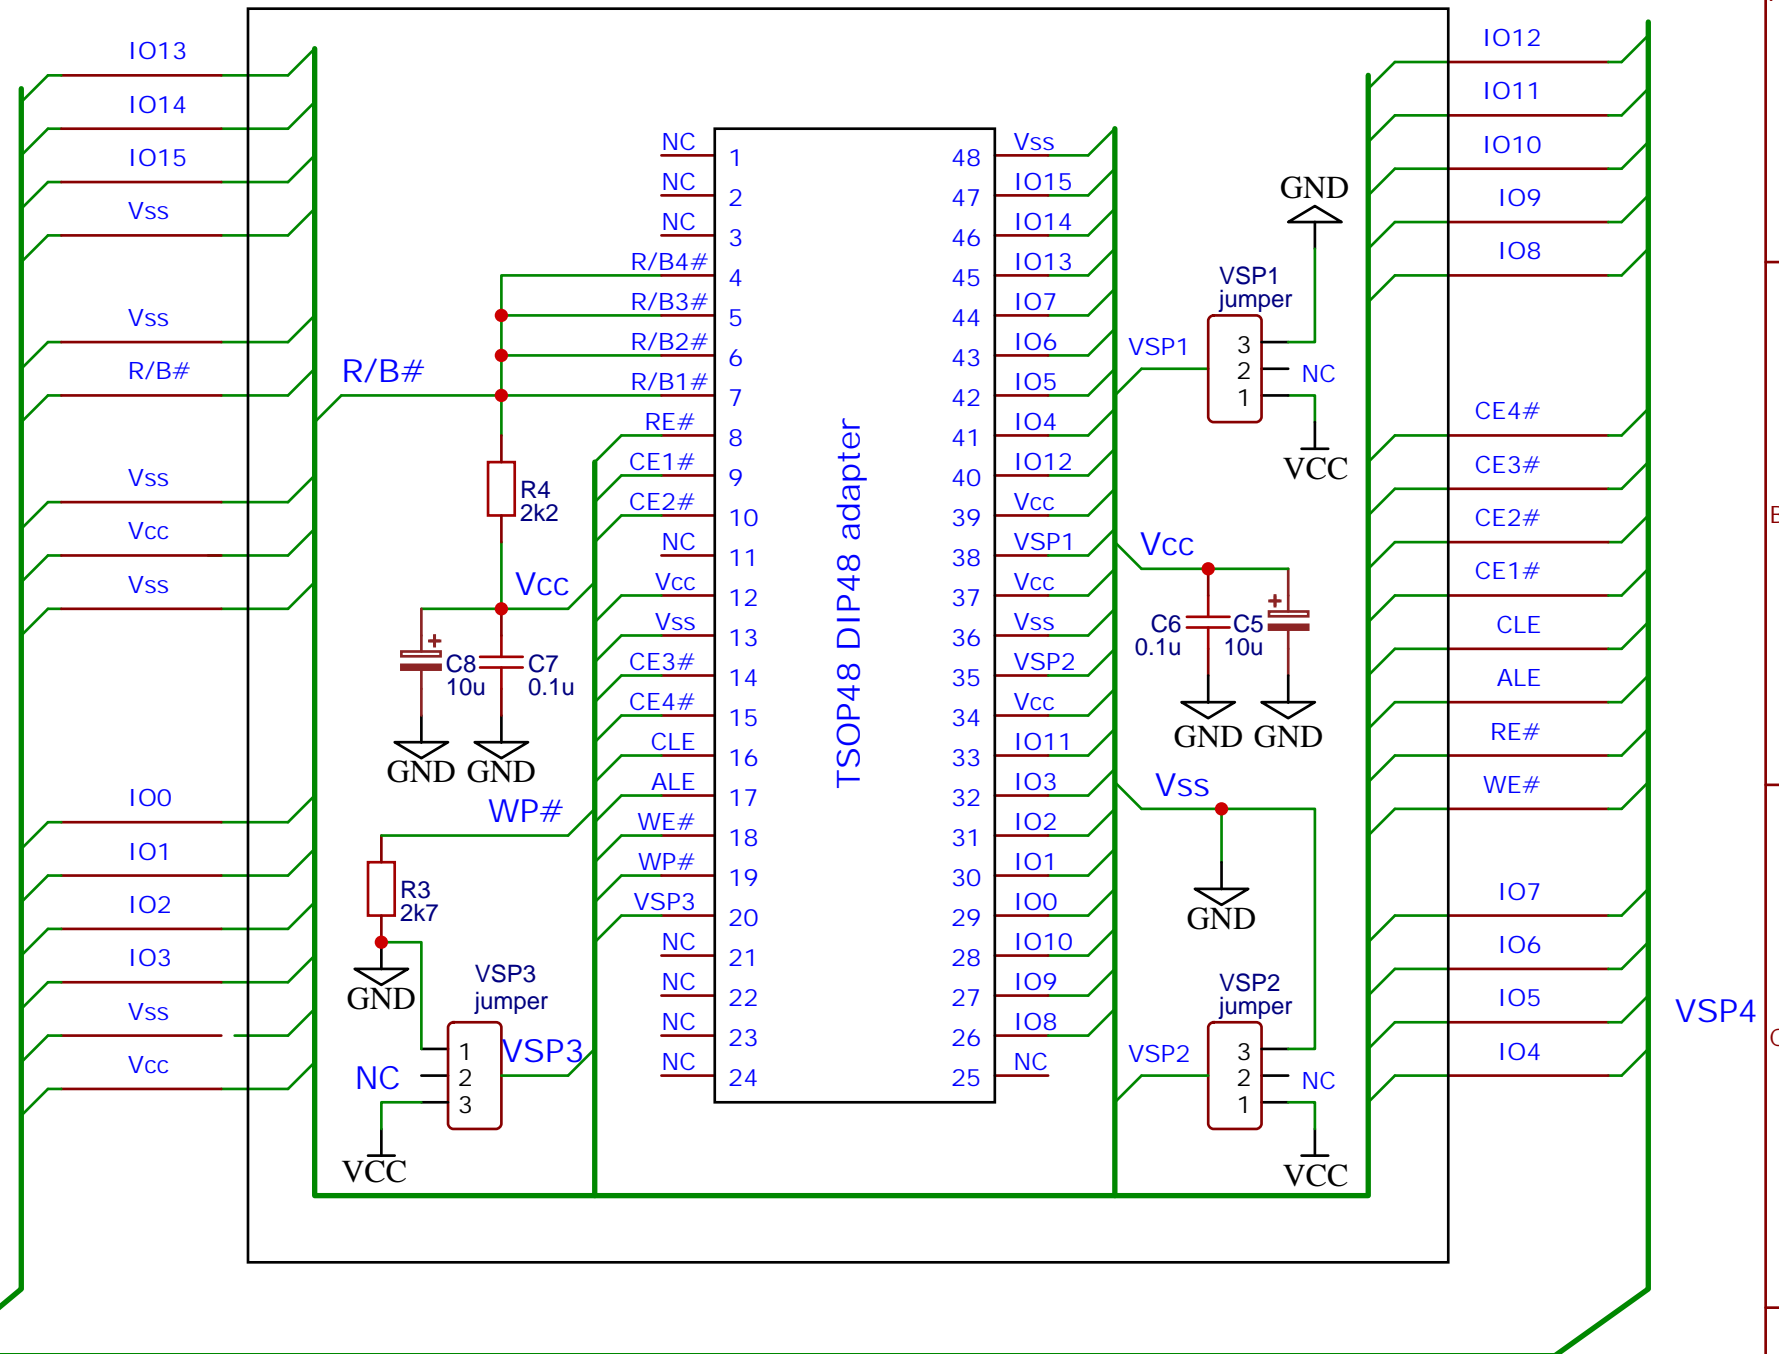 IO13
IO14
IO15
Vss
Vss
R/B#
Vss
Vcc
Vss
IO0
IO1
IO2
IO3
Vss
Vcc
R/B#
R4
2k2
Vcc
C8
10u
C7
0.1u
GND
GND
WP#
R3
2k7
GND
VSP3
jumper
1
2
3
VSP3
NC
VCC
NC
1
NC
2
NC
3
R/B4#
4
R/B3#
5
R/B2#
6
R/B1#
7
RE#
8
CE1#
9
CE2#
10
NC
11
Vcc
12
Vss
13
CE3#
14
CE4#
15
CLE
16
ALE
17
WE#
18
WP#
19
VSP3
20
NC
21
NC
22
NC
23
NC
24
TSOP48 DIP48 adapter
48
Vss
47
IO15
46
IO14
45
IO13
44
IO7
43
IO6
42
IO5
41
IO4
40
IO12
39
Vcc
38
VSP1
37
Vcc
36
Vss
35
VSP2
34
Vcc
33
IO11
32
IO3
31
IO2
30
IO1
29
IO0
28
IO10
27
IO9
26
IO8
25
NC
GND
VSP1
jumper
VSP1
3
2
1
NC
VCC
Vcc
C6
0.1u
C5
10u
GND
GND
Vss
GND
VSP2
jumper
VSP2
3
2
1
NC
VCC
IO12
IO11
IO10
IO9
IO8
CE4#
CE3#
CE2#
CE1#
CLE
ALE
RE#
WE#
IO7
IO6
IO5
IO4
VSP4